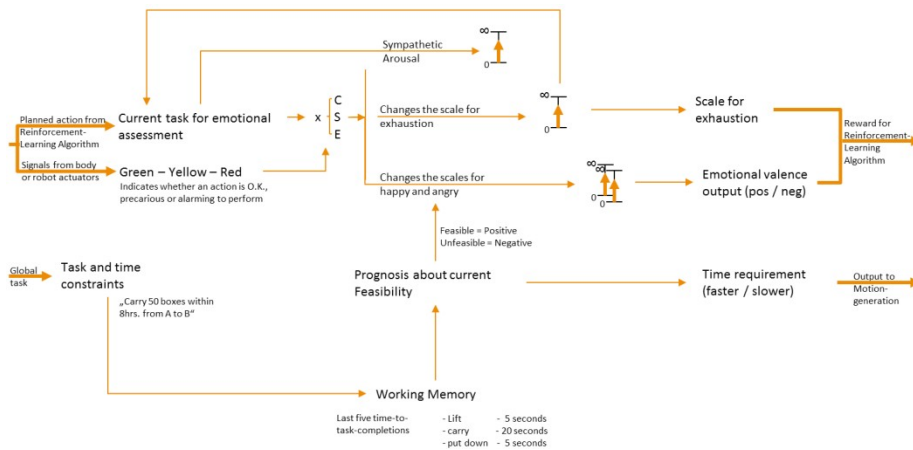 Sympathetic
Arousal
∞
0
C
x S
E
Planned action from
Reinforcement-
Learning Algorithm
Current task for emotional
assessment
Changes the scale for
exhaustion
∞
0
Scale for
exhaustion
Reward for
Reinforcement-
Learning
Algorithm
Signals from body
or robot actuators
Green – Yellow – Red
Indicates whether an action is O.K.,
precarious or alarming to perform
Changes the scales for
happy and angry
∞
∞
0
0
Emotional valence
output (pos / neg)
Feasible = Positive
Unfeasible = Negative
Global
task
Task and time
constraints
„Carry 50 boxes within
8hrs. from A to B“
Prognosis about current
Feasibility
Time requirement
(faster / slower)
Output to
Motion-
generation
Working Memory
Last five time-to-
task-completions
- Lift - 5 seconds
- carry - 20 seconds
- put down - 5 seconds